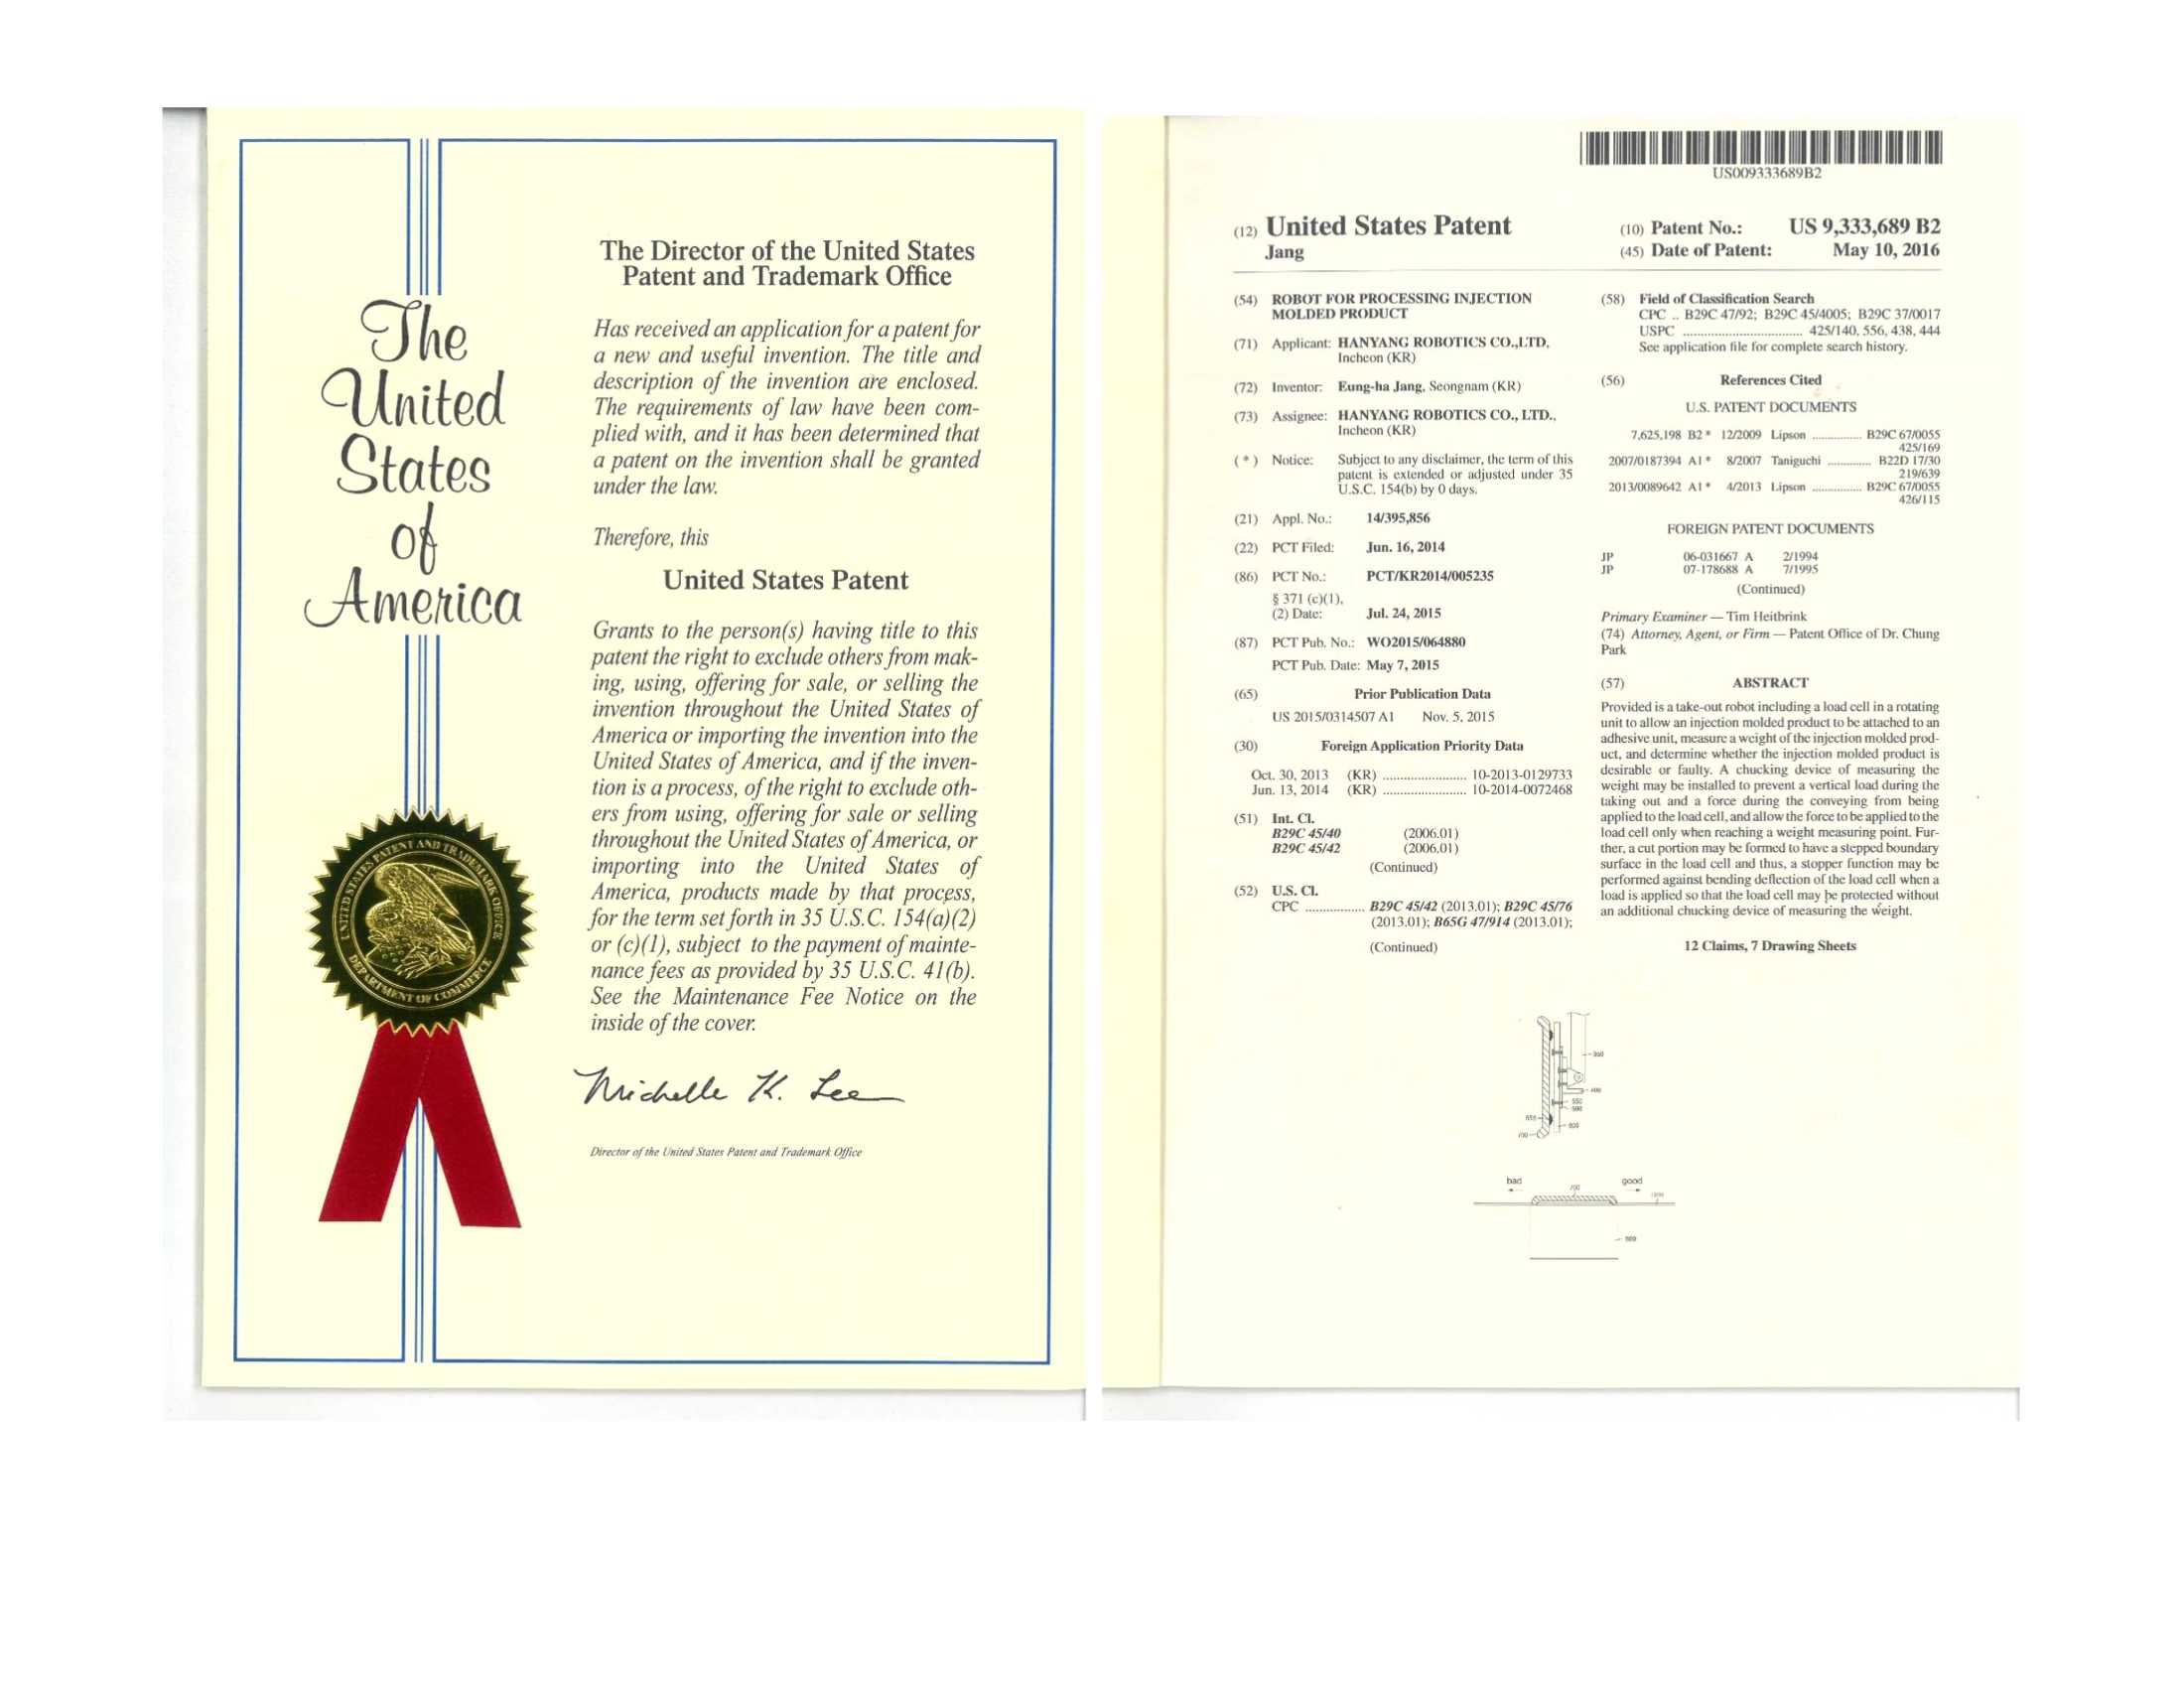 The
United
States
of
America
UNITED STATES PATENT AND TRADEMARK OFFICE
DEPARTMENT OF COMMERCE
The Director of the United States
Patent and Trademark Office
Has received an application for a patent for
a new and useful invention. The title and
description of the invention are enclosed.
The requirements of law have been com-
plied with, and it has been determined that
a patent on the invention shall be granted
under the law.
Therefore, this
United States Patent
Grants to the person(s) having title to this
patent the right to exclude others from mak-
ing, using, offering for sale, or selling the
invention throughout the United States of
America or importing the invention into the
United States of America, and if the inven-
tion is a process, of the right to exclude oth-
ers from using, offering for sale or selling
throughout the United States of America, or
importing into the United States of
America, products made by that process,
for the term set forth in 35 U.S.C. 154(a)(2)
or (c)(1), subject to the payment of mainte-
nance fees as provided by 35 U.S.C. 41(b).
See the Maintenance Fee Notice on the
inside of the cover.
Michelle K. Lee
Director of the United States Patent and Trademark Office
US009333689B2
(12) United States Patent
Jang
(10) Patent No.: US 9,333,689 B2
(45) Date of Patent: May 10, 2016
(54) ROBOT FOR PROCESSING INJECTION
MOLDED PRODUCT
(71) Applicant: HANYANG ROBOTICS CO.,LTD,
Incheon (KR)
(72) Inventor: Eung-ha Jang, Seongnam (KR)
(73) Assignee: HANYANG ROBOTICS CO., LTD.,
Incheon (KR)
( * ) Notice: Subject to any disclaimer, the term of this
patent is extended or adjusted under 35
U.S.C. 154(b) by 0 days.
(21) Appl. No.: 14/395,856
(22) PCT Filed: Jun. 16, 2014
(86) PCT No.: PCT/KR2014/005235
§ 371 (c)(1),
(2) Date: Jul. 24, 2015
(87) PCT Pub. No.: WO2015/064880
PCT Pub. Date: May 7, 2015
(65) Prior Publication Data
US 2015/0314507 A1 Nov. 5, 2015
(30) Foreign Application Priority Data
Oct. 30, 2013 (KR) ........................ 10-2013-0129733
Jun. 13, 2014 (KR) ........................ 10-2014-0072468
(51) Int. Cl.
B29C 45/40 (2006.01)
B29C 45/42 (2006.01)
(Continued)
(52) U.S. Cl.
CPC ................. B29C 45/42 (2013.01); B29C 45/76
(2013.01); B65G 47/914 (2013.01);
(Continued)
(58) Field of Classification Search
CPC .. B29C 47/92; B29C 45/4005; B29C 37/0017
USPC .................................. 425/140, 556, 438, 444
See application file for complete search history.
(56) References Cited
U.S. PATENT DOCUMENTS
7,625,198 B2 * 12/2009 Lipson .............. B29C 67/0055
425/169
2007/0187394 A1 * 8/2007 Taniguchi ............ B22D 17/30
219/639
2013/0089642 A1 * 4/2013 Lipson .............. B29C 67/0055
426/115
FOREIGN PATENT DOCUMENTS
JP 06-031667 A 2/1994
JP 07-178688 A 7/1995
(Continued)
Primary Examiner — Tim Heitbrink
(74) Attorney, Agent, or Firm — Patent Office of Dr. Chung
Park
(57) ABSTRACT
Provided is a take-out robot including a load cell in a rotating
unit to allow an injection molded product to be attached to an
adhesive unit, measure a weight of the injection molded prod-
uct, and determine whether the injection molded product is
desirable or faulty. A chucking device of measuring the
weight may be installed to prevent a vertical load during the
taking out and a force during the conveying from being
applied to the load cell, and allow the force to be applied to the
load cell only when reaching a weight measuring point. Fur-
ther, a cut portion may be formed to have a stepped boundary
surface in the load cell and thus, a stopper function may be
performed against bending deflection of the load cell when a
load is applied so that the load cell may be protected without
an additional chucking device of measuring the weight.
12 Claims, 7 Drawing Sheets
550
700
bad
700
good